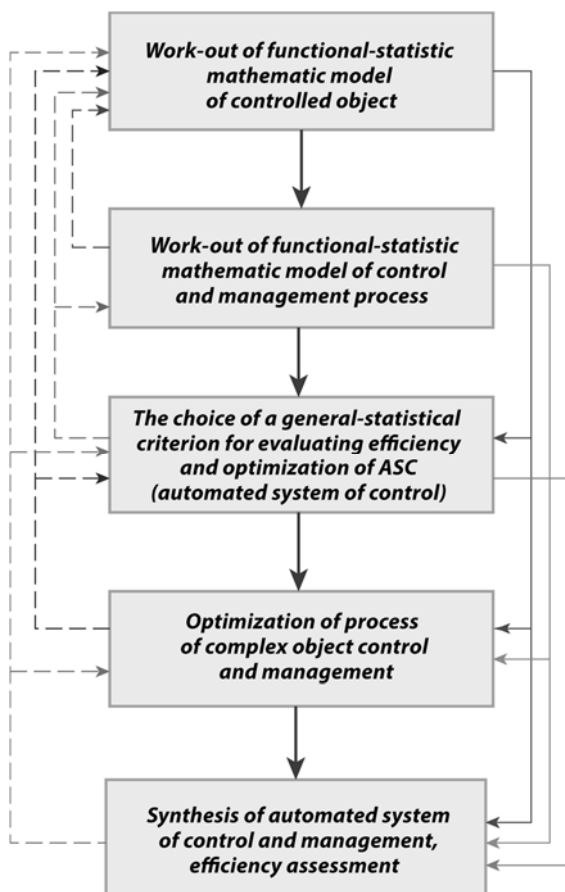 Work-out of functional-statistic
mathematic model
of controlled object
Work-out of functional-statistic
mathematic model of control
and management process
The choice of a general-statistical
criterion for evaluating efficiency
and optimization of ASC
(automated system of control)
Optimization of process
of complex object control
and management
Synthesis of automated system
of control and management,
efficiency assessment